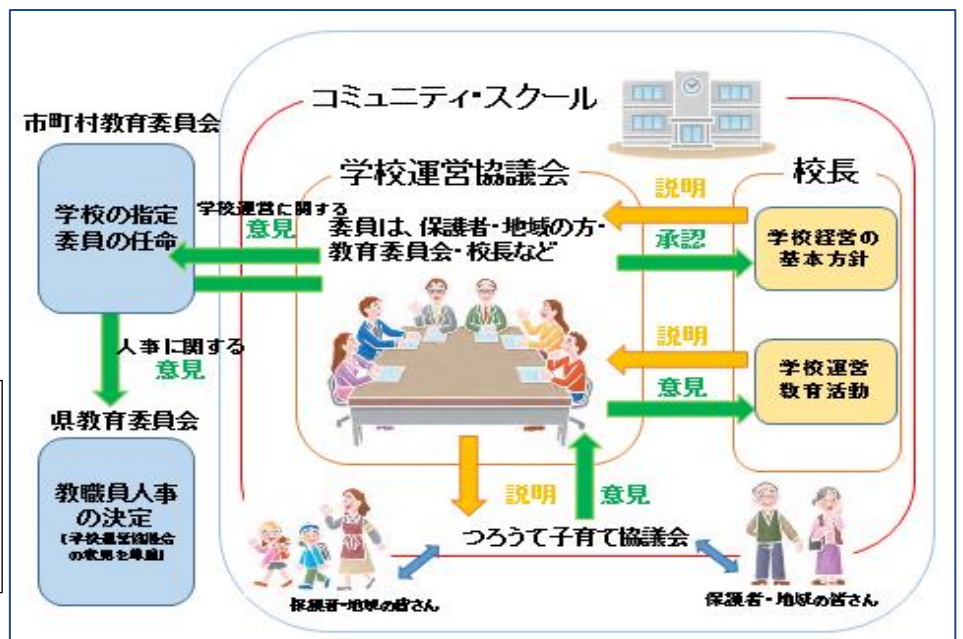 コミュニティ・スクール
市町村教育委員会
学校の指定
委員の任命
学校運営に関する
意見
学校運営協議会
委員は、保護者・地域の方・
教育委員会・校長など
説明
承認
校長
学校経営の
基本方針
説明
意見
学校運営
教育活動
人事に関する
意見
県教育委員会
教職員人事
の決定
説明
意見
つろうて子育て協議会
保護者・地域の皆さん
保護者・地域の皆さん